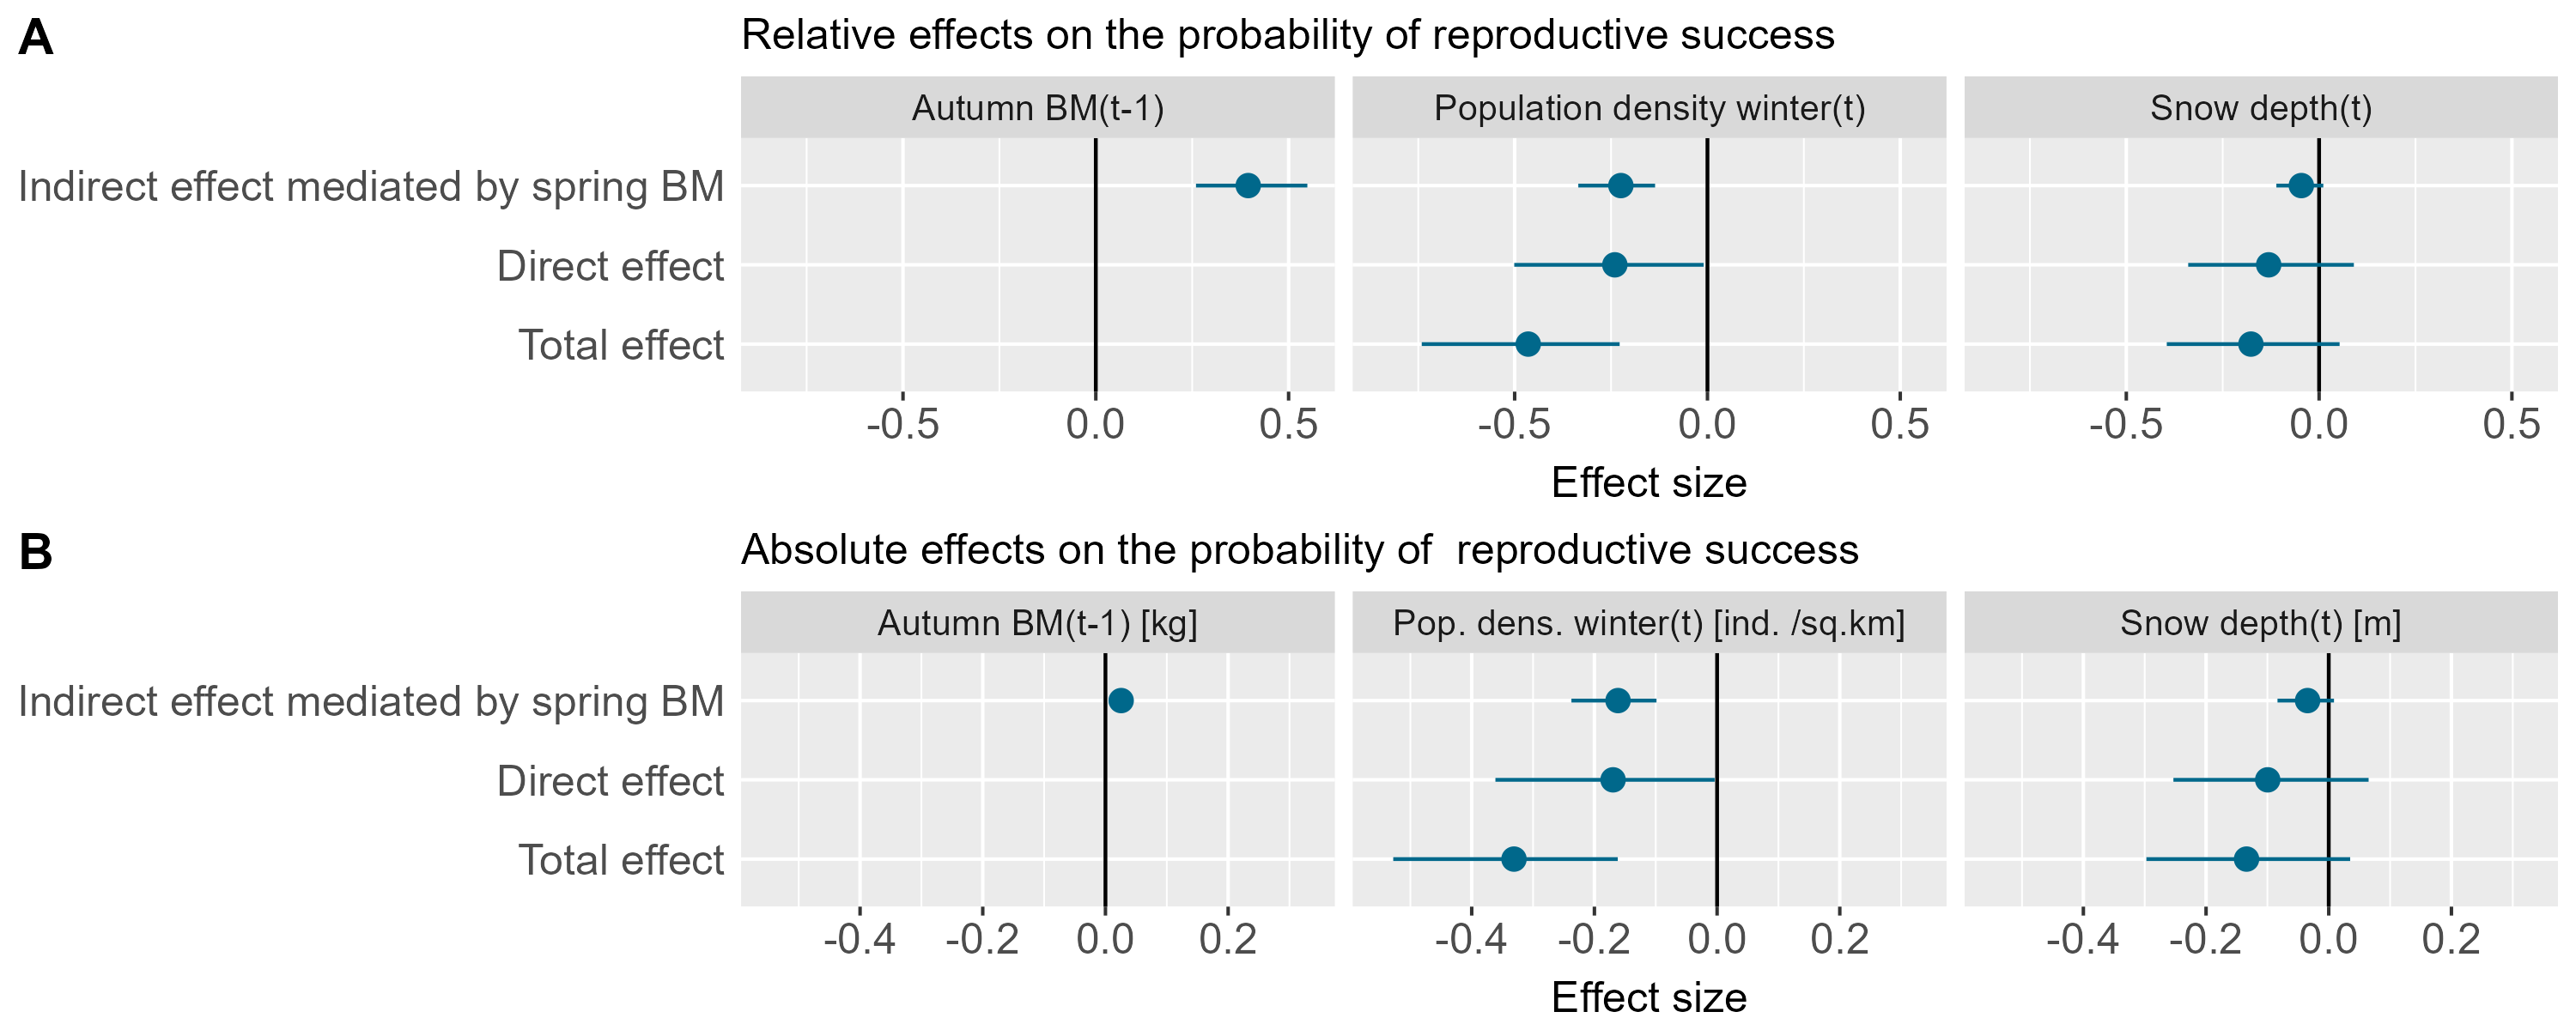 A
Relative effects on the probability of reproductive success
Autumn BM(t-1) Population density winter(t) Snow depth(t)
Indirect effect mediated by spring BM
Direct effect
Total effect
-0.5 0.0 0.5 -0.5 0.0 0.5 -0.5 0.0 0.5
Effect size
B
Absolute effects on the probability of  reproductive success
Autumn BM(t-1) [kg] Pop. dens. winter(t) [ind. /sq.km] Snow depth(t) [m]
Indirect effect mediated by spring BM
Direct effect
Total effect
-0.4 -0.2 0.0 0.2 -0.4 -0.2 0.0 0.2 -0.4 -0.2 0.0 0.2
Effect size